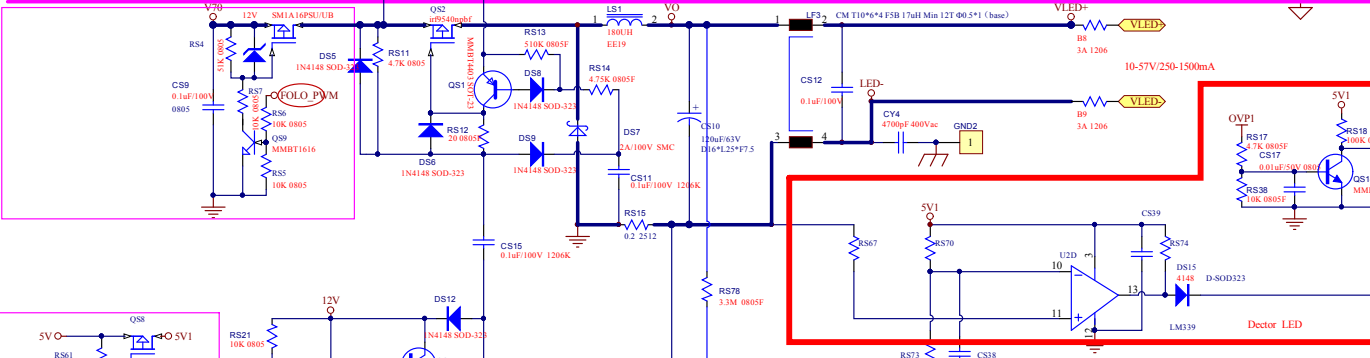 V70
12V
SM1A16PSU/UB
RS4
51K 0805
CS9
0.1uF/100V
0805
RS7
10K 0805
FOLO_PWM
RS6
10K 0805
QS9
MMBT1616
RS5
10K 0805
DS5
1N4148 SOD-323
RS11
4.7K 0805
QS2
irf9540npbf
MMBT4403 SOT-23
QS1
RS13
510K 0805F
DS8
1N4148 SOD-323
RS14
4.75K 0805F
RS12
20 0805
DS6
1N4148 SOD-323
DS9
1N4148 SOD-323
DS7
2A/100V SMC
CS11
0.1uF/100V 1206K
RS15
0.2 2512
CS15
0.1uF/100V 1206K
LS1
1
2
180UH
EE19
VO
+
CS10
120uF/63V
D16*L25*F7.5
RS78
3.3M 0805F
LF3
CM T10*6*4 F5B 17uH Min 12T Φ0.5*1 (base)
1
2
3
4
CS12
0.1uF/100V
LED-
CY4
4700pF 400Vac
GND2
1
VLED+
B8
3A 1206
VLED+
10-57V/250-1500mA
B9
3A 1206
VLED-
OVP1
RS17
4.7K 0805F
CS17
0.01uF/50V 0805
RS38
10K 0805F
5V1
RS18
100K
QS1
MM
RS67
5V1
RS70
10
11
U2D
3
12
13
CS39
RS74
DS15
4148
D-SOD323
LM339
Dector LED
RS73
CS38
5V
QS8
5V1
RS61
RS21
10K 0805
12V
DS12
1N4148 SOD-323